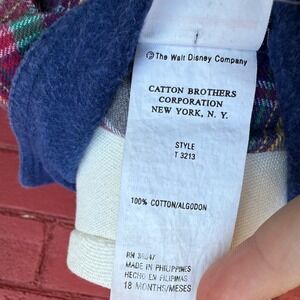 © The Walt Disney Company
CATTON BROTHERS
CORPORATION
NEW YORK, N. Y.
STYLE
T 3213
100% COTTON/ALGODON
RN
MADE IN PHILIPPINES
HECHO EN FILIPINAS
18 MONTHS/MESES